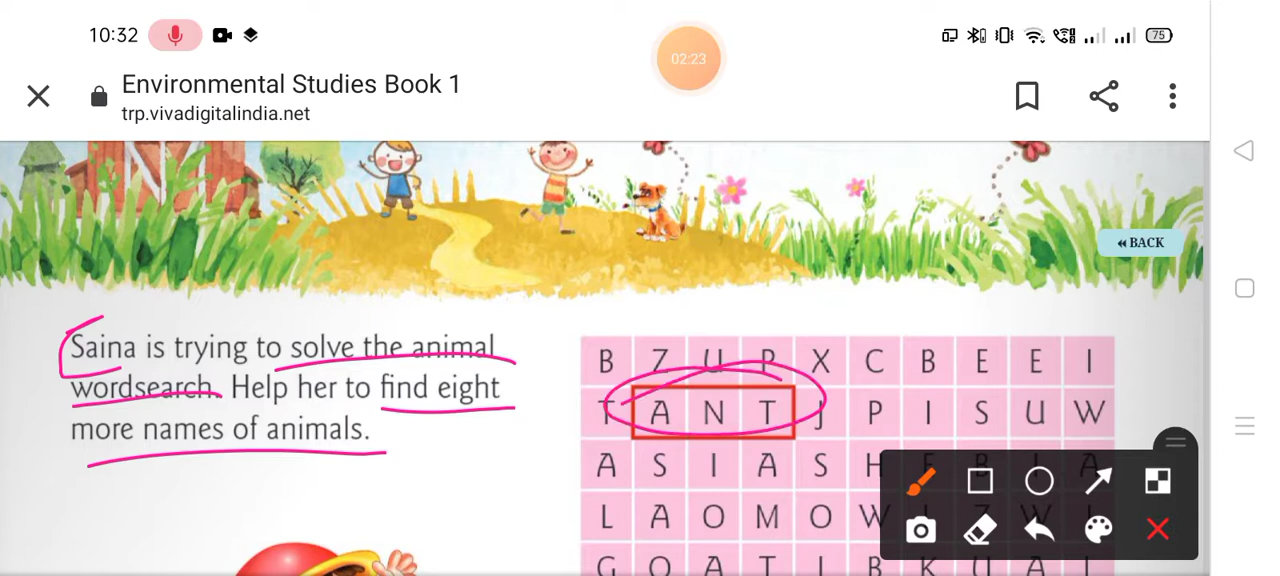 10:32
02:23
75
Environmental Studies Book 1
trp.vivadigitalindia.net
BACK
Saina is trying to solve the animal
wordsearch. Help her to find eight
more names of animals.
B Z U P X C B E E I
T A N T J P I S U W
A S I A S H
L A O M O W
G O A T I B K U A L